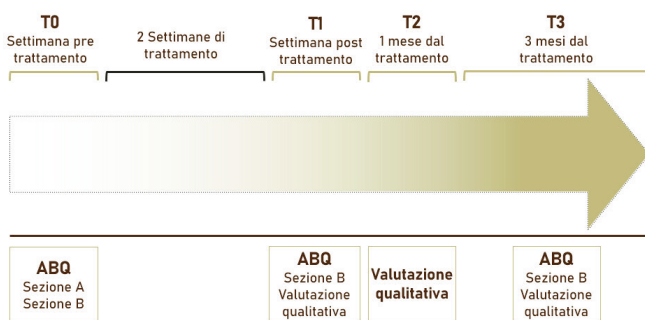 T0
Settimana pre
trattamento
2 Settimane di
trattamento
T1
Settimana post
trattamento
T2
1 mese dal
trattamento
T3
3 mesi dal
trattamento
ABQ
Sezione A
Sezione B
ABQ
Sezione B
Valutazione
qualitativa
Valutazione
qualitativa
ABQ
Sezione B
Valutazione
qualitativa